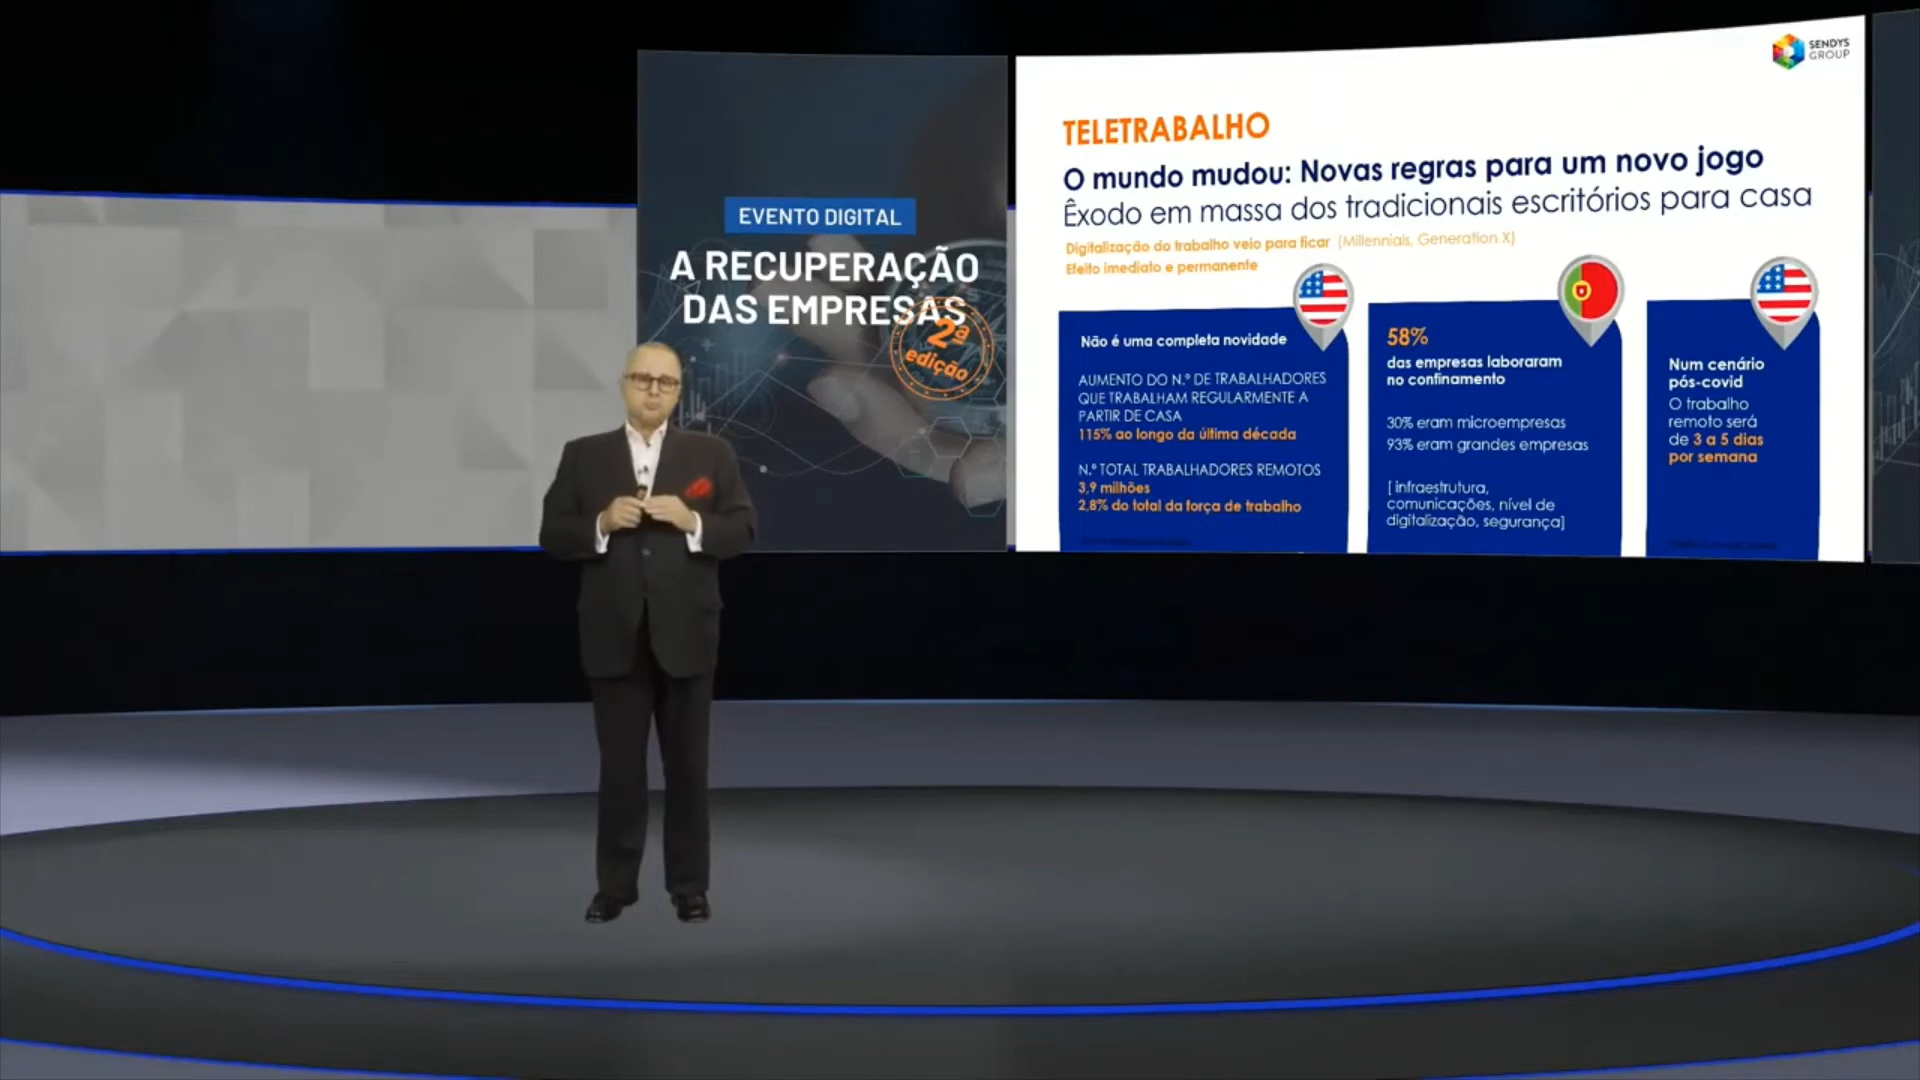 EVENTO DIGITAL
A RECUPERAÇÃO
DAS EMPRESAS
2ª
edição
SENDYS
GROUP
TELETRABALHO
O mundo mudou: Novas regras para um novo jogo
Êxodo em massa dos tradicionais escritórios para casa
Digitalização do trabalho veio para ficar (Millennials, Generation X)
Efeito imediato e permanente
Não é uma completa novidade
AUMENTO DO N.º DE TRABALHADORES
QUE TRABALHAM REGULARMENTE A
PARTIR DE CASA
115% ao longo da última década
N.º TOTAL TRABALHADORES REMOTOS
3,9 milhões
2,8% do total da força de trabalho
58%
das empresas laboraram
no confinamento
30% eram microempresas
93% eram grandes empresas
[ infraestrutura,
comunicações, nível de
digitalização, segurança]
Num cenário
pós-covid
O trabalho
remoto será
de 3 a 5 dias
por semana